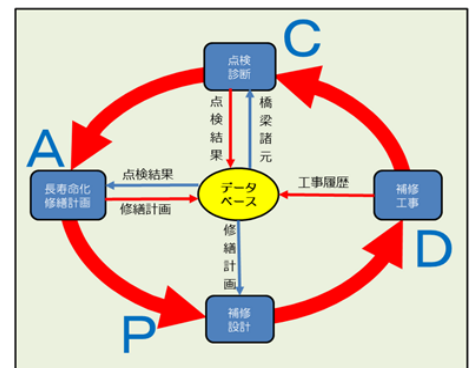 C
点検
診断
点検結果
橋梁諸元
A
長寿命化
修繕計画
点検結果
修繕計画
データ
ベース
工事履歴
補修
工事
D
修繕計画
P
補修
設計